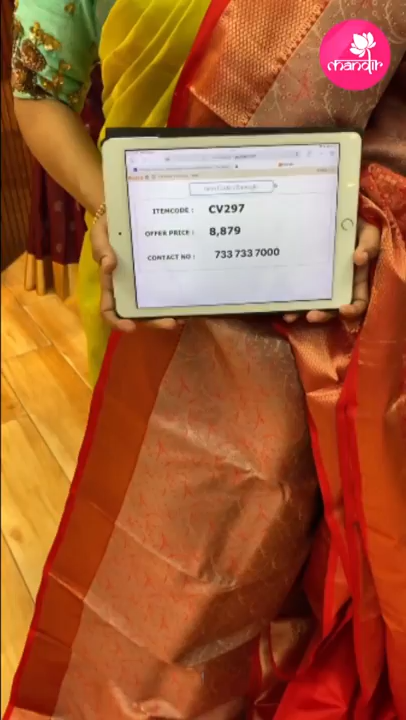 mandir
ITEMCODE : CV297
OFFER PRICE : 8,879
CONTACT NO : 733 733 7000